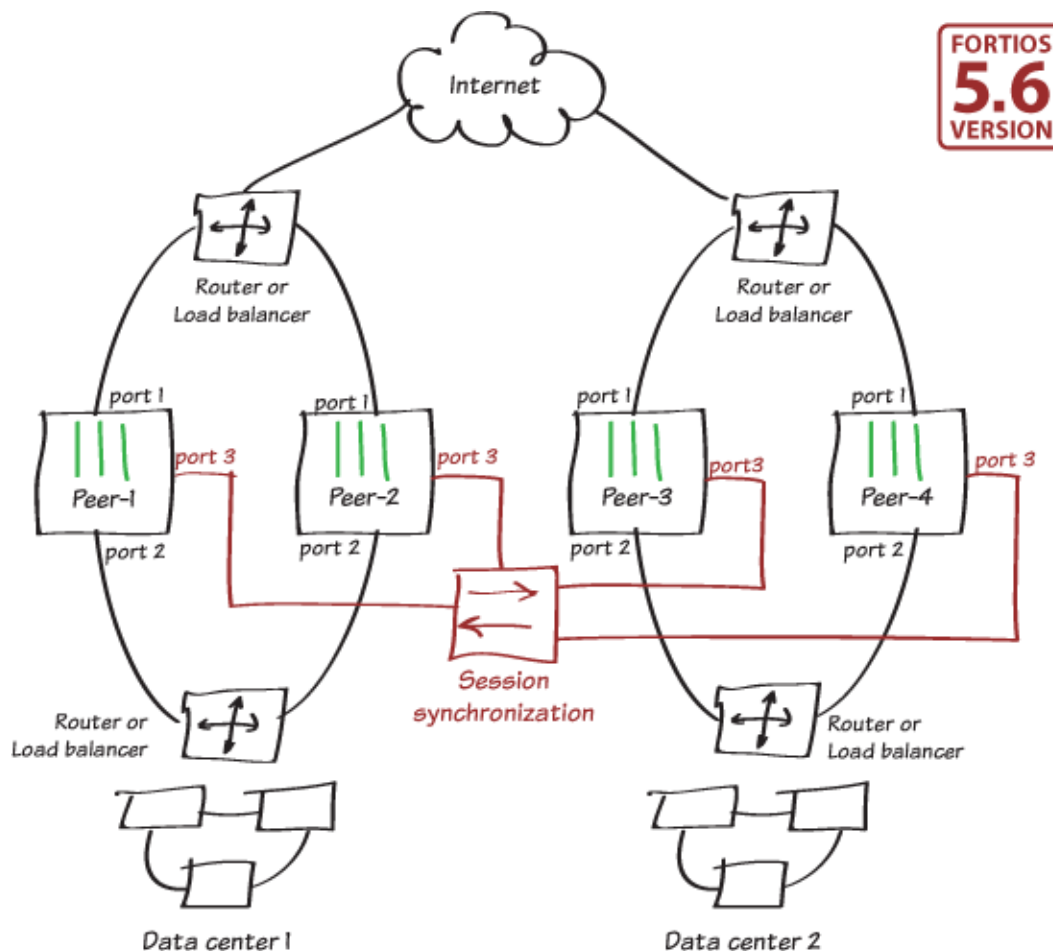 FORTIOS
5.6
VERSION
Internet
Router or
Load balancer
Router or
Load balancer
port 1
port 1
port 1
port 1
port 3
port 3
port3
port 3
Peer-1
Peer-2
Peer-3
Peer-4
port 2
port 2
port 2
port 2
Session
synchronization
Router or
Load balancer
Router or
Load balancer
Data center 1
Data center 2